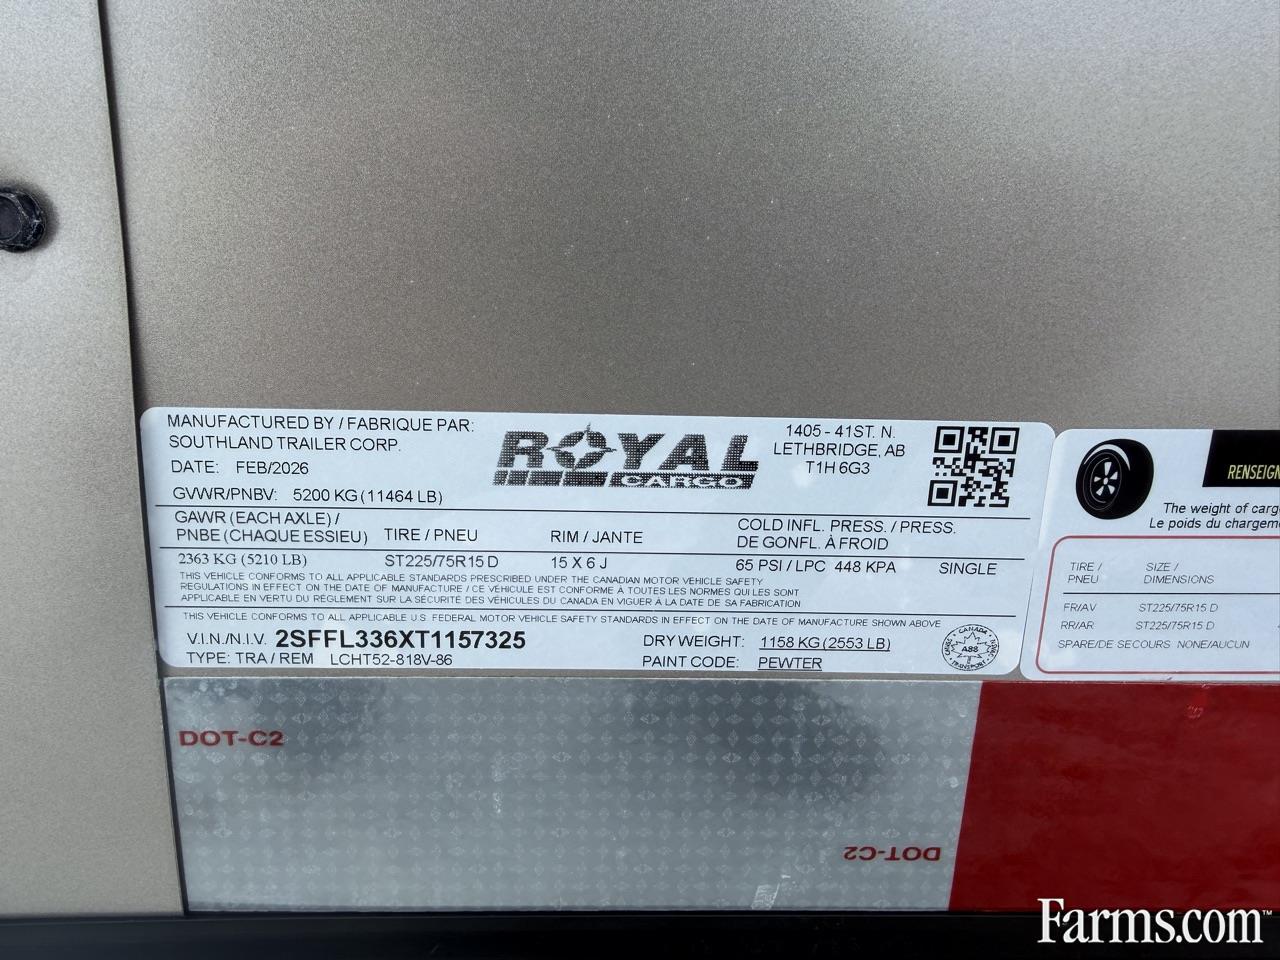 MANUFACTURED BY / FABRIQUE PAR:
SOUTHLAND TRAILER CORP.
DATE: FEB/2026
GVWR/PNBV: 5200 KG (11464 LB)
ROYAL
CARGO
1405 - 41ST. N.
LETHBRIDGE, AB
T1H 6G3
GAWR (EACH AXLE) /
PNBE (CHAQUE ESSIEU)
TIRE / PNEU
RIM / JANTE
COLD INFL. PRESS. / PRESS.
DE GONFL. À FROID
2363 KG (5210 LB)
ST225/75R15 D
15 X 6 J
65 PSI / LPC 448 KPA
SINGLE
THIS VEHICLE CONFORMS TO ALL APPLICABLE STANDARDS PRESCRIBED UNDER THE CANADIAN MOTOR VEHICLE SAFETY
REGULATIONS IN EFFECT ON THE DATE OF MANUFACTURE / CE VÉHICULE EST CONFORME À TOUTES LES NORMES QUI LES SONT
APPLICABLE EN VERTU DU RÈGLEMENT SUR LA SÉCURITÉ DES VÉHICULES DU CANADA EN VIGUER À LA DATE DE SA FABRICATION
THIS VEHICLE CONFORMS TO ALL APPLICABLE U.S. FEDERAL MOTOR VEHICLE SAFETY STANDARDS IN EFFECT ON THE DATE OF MANUFACTURE SHOWN ABOVE
V.I.N./N.I.V. 2SFFL336XT1157325
TYPE: TRA / REM LCHT52-818V-86
DRY WEIGHT: 1158 KG (2553 LB)
PAINT CODE: PEWTER
CANADA
A88
TRANSPORT
RENSEIGN
The weight of cargo
Le poids du chargeme
TIRE /
PNEU
SIZE /
DIMENSIONS
FR/AV ST225/75R15 D
RR/AR ST225/75R15 D
SPARE/DE SECOURS NONE/AUCUN
DOT-C2
DOT-C2
Farms.com™